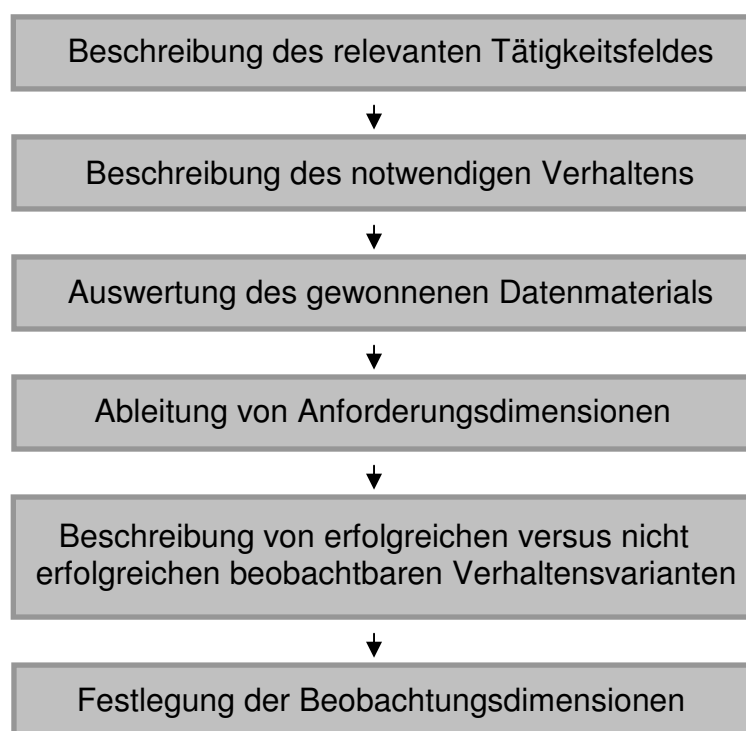 Beschreibung des relevanten Tätigkeitsfeldes
Beschreibung des notwendigen Verhaltens
Auswertung des gewonnenen Datenmaterials
Ableitung von Anforderungsdimensionen
Beschreibung von erfolgreichen versus nicht
erfolgreichen beobachtbaren Verhaltensvarianten
Festlegung der Beobachtungsdimensionen